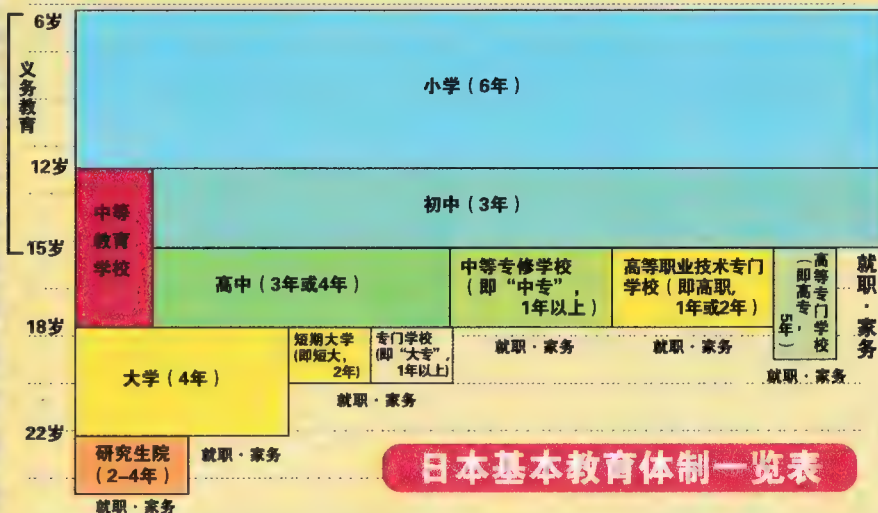 6岁
义务教育
小学（6年）
12岁
中等
教育
学校
初中（3年）
15岁
高中（3年或4年）
中等专修学校
（即“中专”，
1年以上）
高等职业技术专门
学校（即高职，
1年或2年）
高等专门学校
（即高专，
5年）
就职·家务
18岁
大学（4年）
短期大学
(即短大，
2年)
专门学校
(即“大专”，
1年以上)
就职·家务
就职·家务
就职·家务
就职·家务
22岁
研究生院
（2–4年）
就职·家务
就职·家务
日本基本教育体制一览表